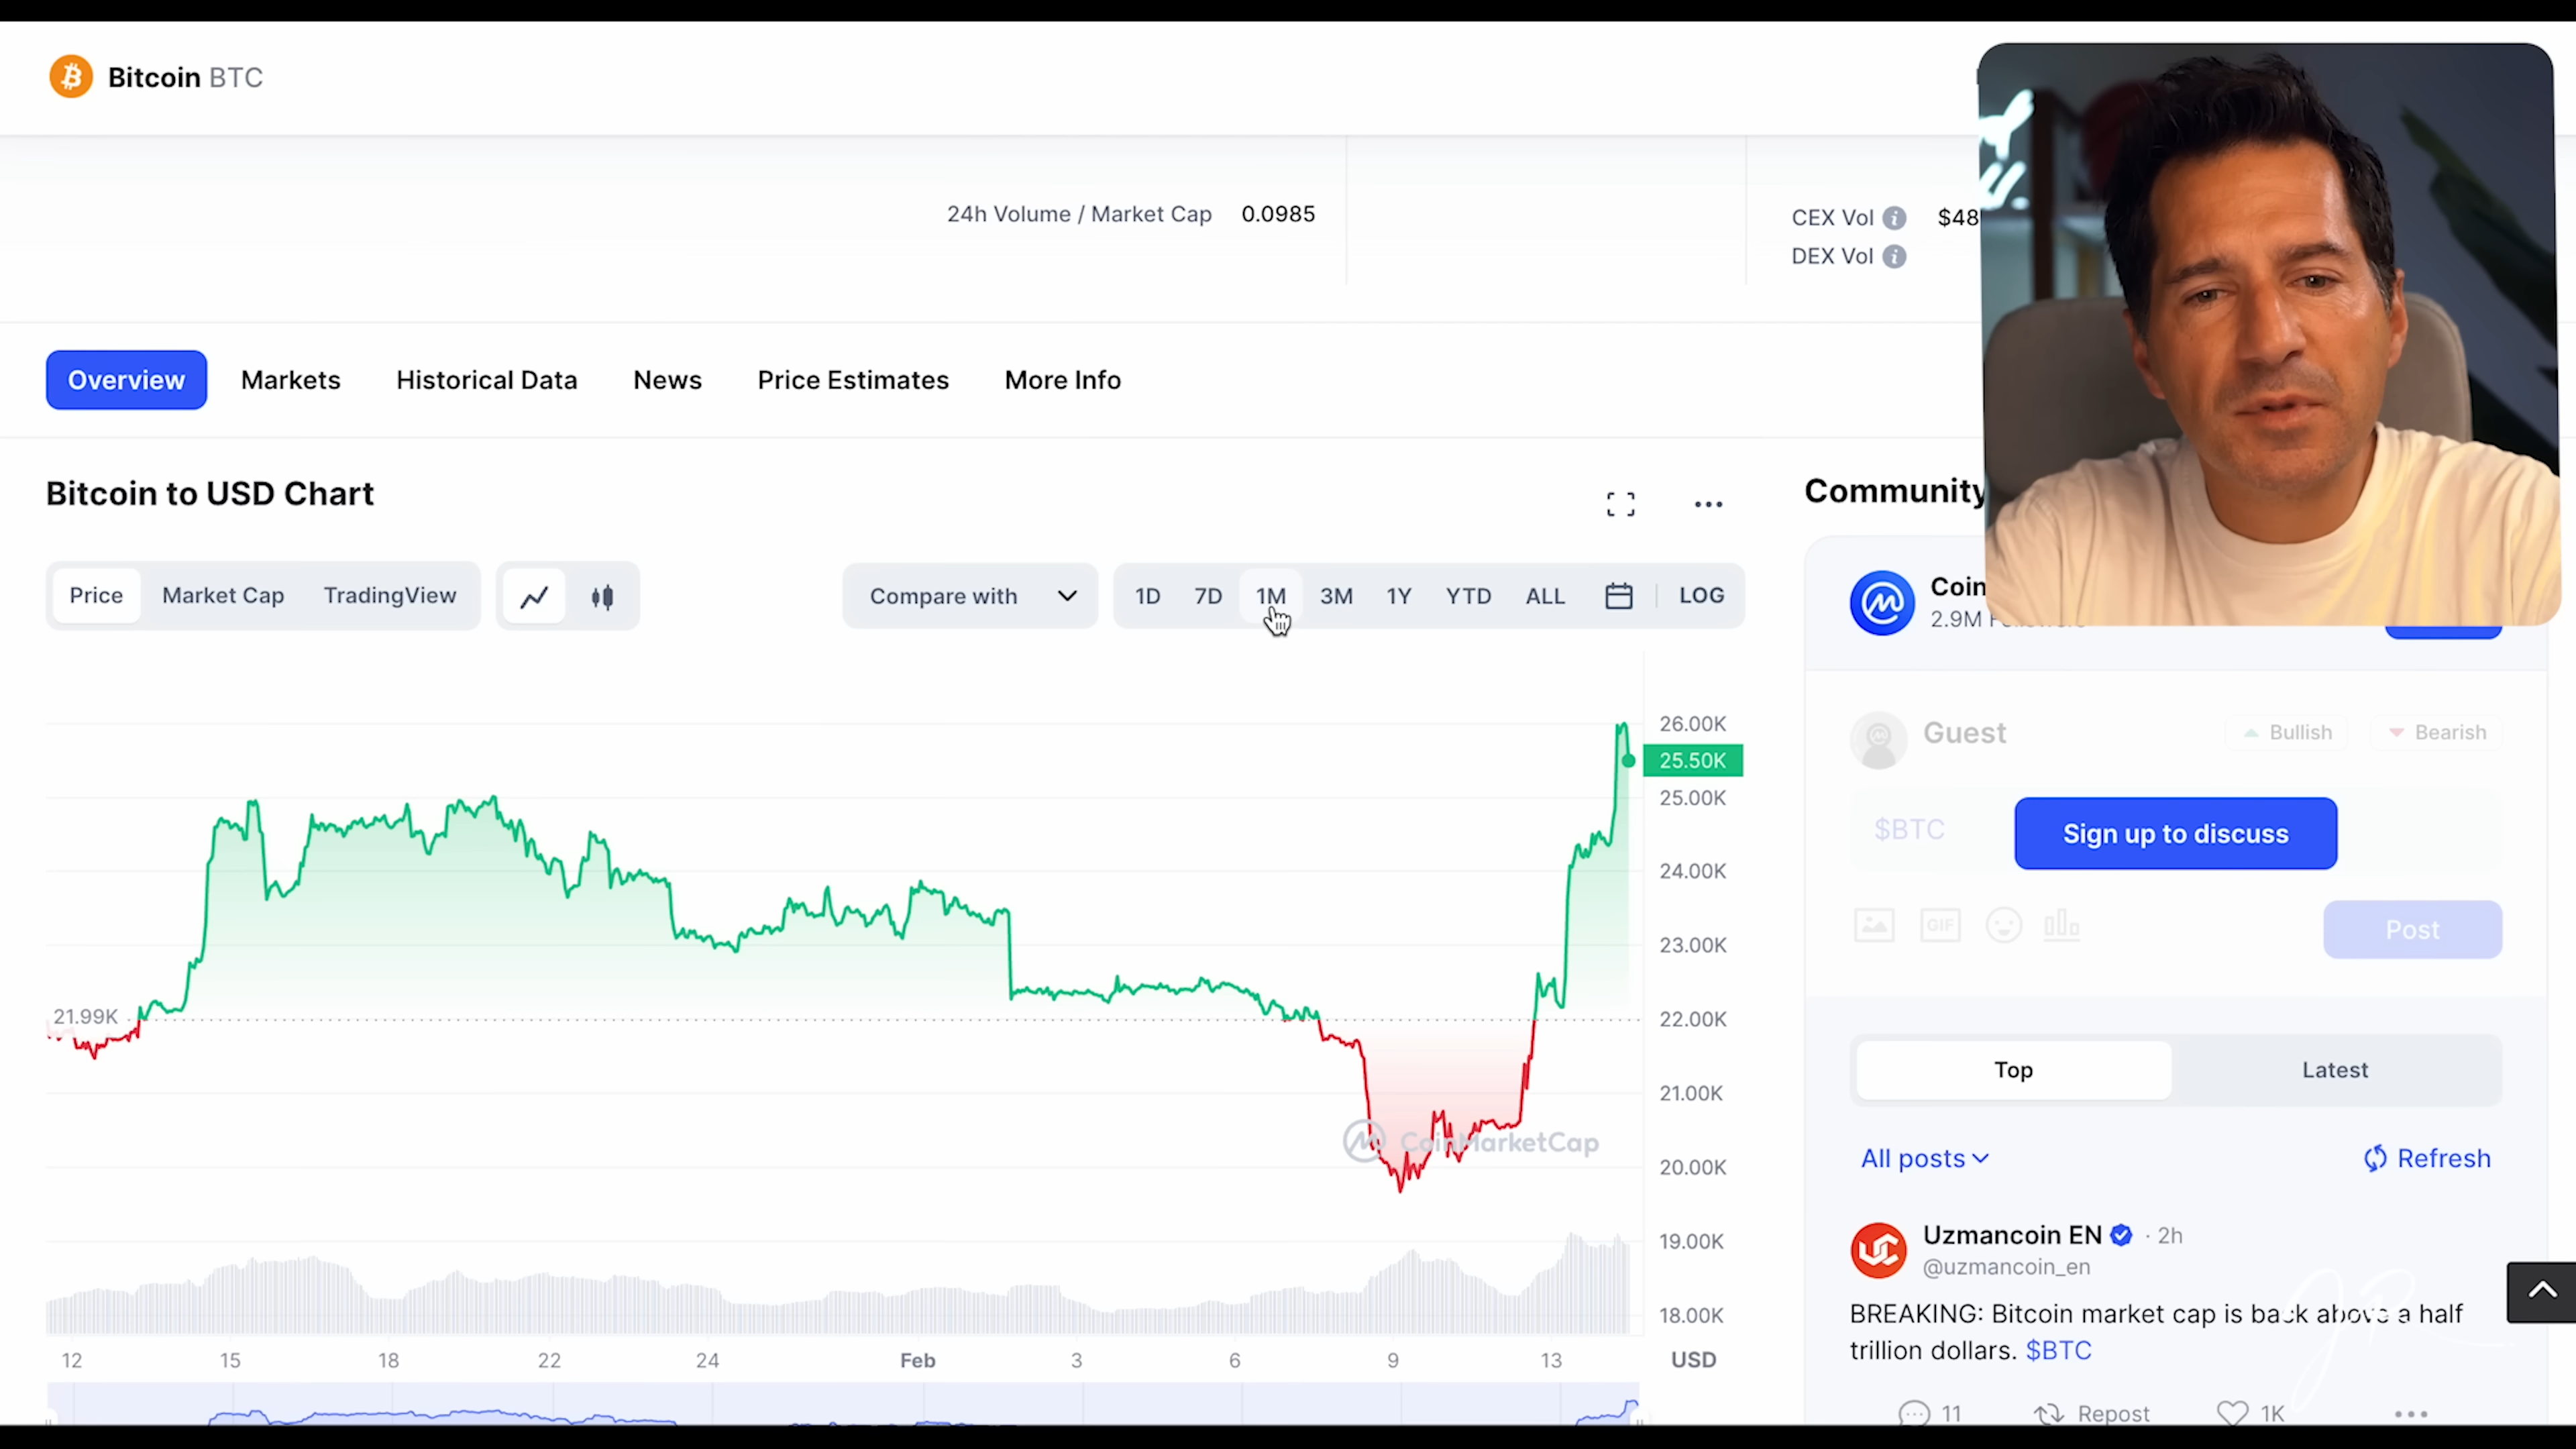 Bitcoin BTC
24h Volume / Market Cap 0.0985
CEX Vol $48
DEX Vol
Overview Markets Historical Data News Price Estimates More Info
Bitcoin to USD Chart
Price Market Cap TradingView
Compare with
1D 7D 1M 3M 1Y YTD ALL LOG
26.00K
25.50K
25.00K
24.00K
23.00K
22.00K
21.00K
20.00K
19.00K
18.00K
21.99K
CoinMarketCap
12 15 18 22 24 Feb 3 6 9 13 USD
Community
Coin
2.9M
Guest Bullish Bearish
$BTC
Sign up to discuss
GIF
Post
Top Latest
All posts Refresh
Uzmancoin EN · 2h
@uzmancoin_en
BREAKING: Bitcoin market cap is back above a half
trillion dollars. $BTC
11 Repost 1K